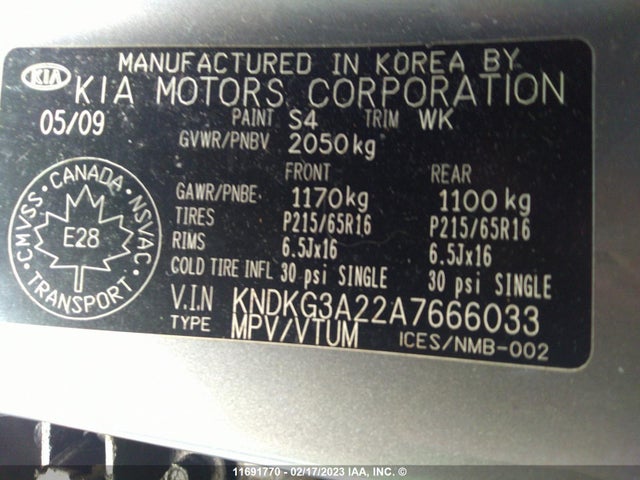 MANUFACTURED IN KOREA BY
KIA KIA MOTORS CORPORATION
05/09 PAINT S4 TRIM WK
GVWR/PNBV 2050kg
FRONT REAR
GAWR/PNBE 1170kg 1100kg
TIRES P215/65R16 P215/65R16
RIMS 6.5Jx16 6.5Jx16
COLD TIRE INFL 30 psi SINGLE 30 psi SINGLE
V.I.N KNDKG3A22A7666033
TYPE MPV/VTUM ICES/NMB-002
CANADA
CMVSS NSVAC
E28
TRANSPORT
11691770 - 02/17/2023 IAA, INC. ©